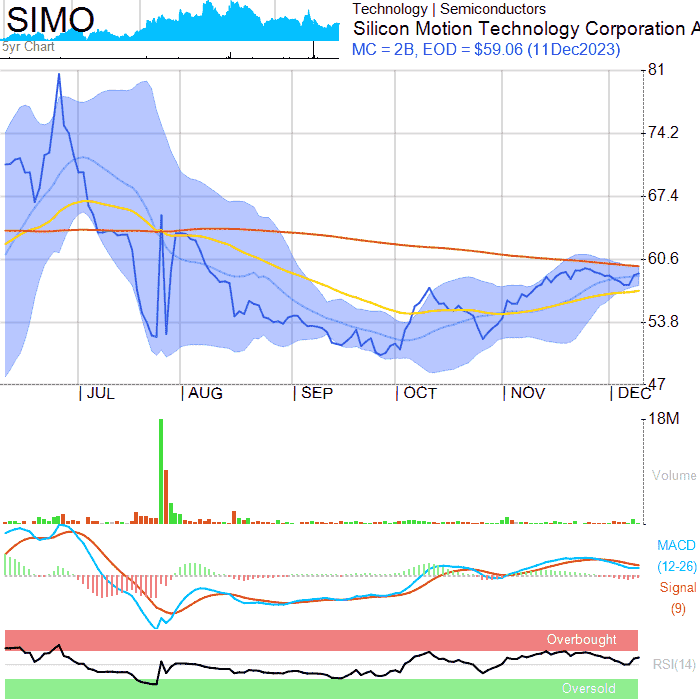 SIMO
5yr Chart
Technology | Semiconductors
Silicon Motion Technology Corporation A
MC = 2B, EOD = $59.06 (11Dec2023)
81
74.2
67.4
60.6
53.8
47
| JUL | AUG | SEP | OCT | NOV | DEC
18M
Volume
MACD
(12-26)
Signal
(9)
Overbought
RSI(14)
Oversold